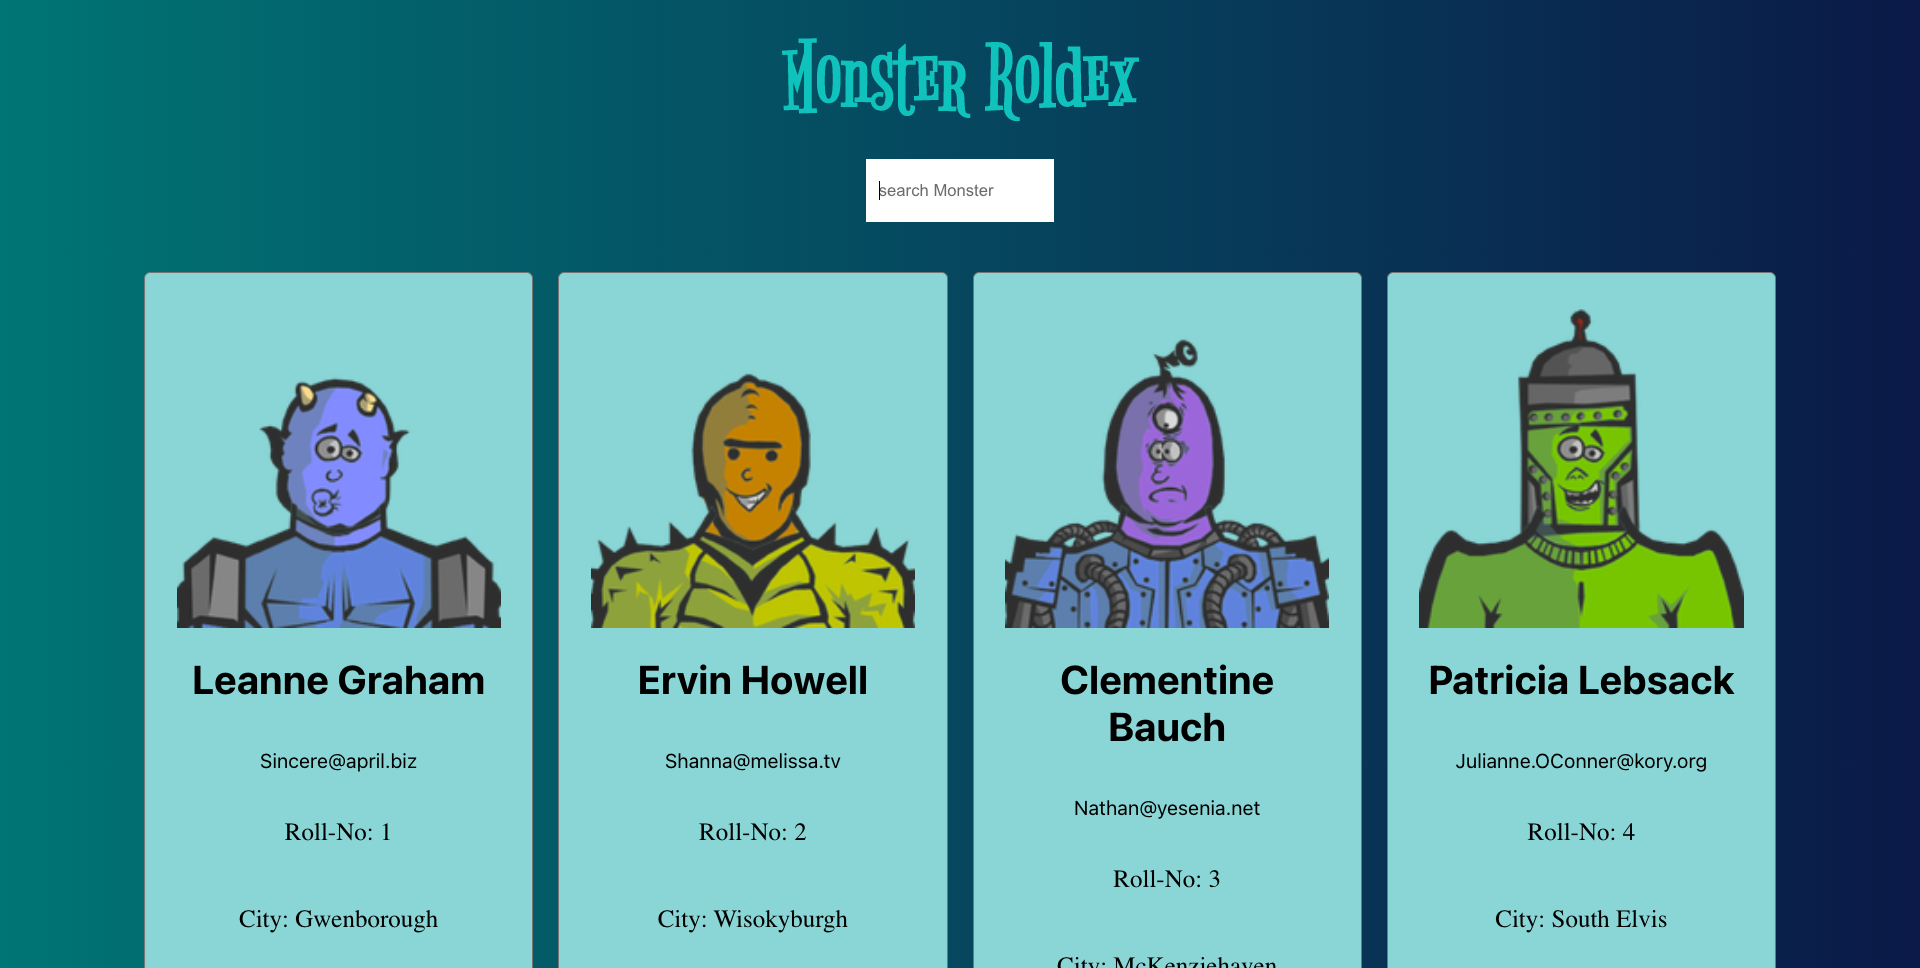 Monster Roldex
search Monster
Leanne Graham
Sincere@april.biz
Roll-No: 1
City: Gwenborough
Ervin Howell
Shanna@melissa.tv
Roll-No: 2
City: Wisokyburgh
Clementine
Bauch
Nathan@yesenia.net
Roll-No: 3
City: McKenziehaven
Patricia Lebsack
Julianne.OConner@kory.org
Roll-No: 4
City: South Elvis